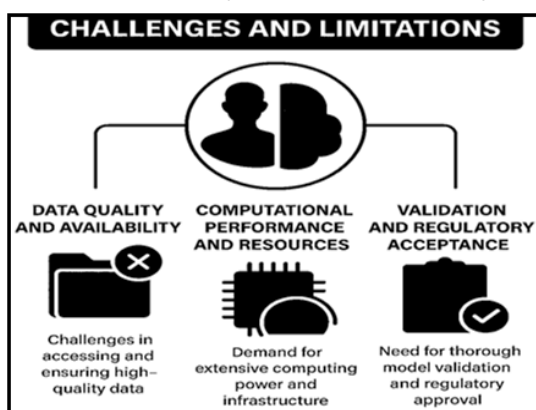 CHALLENGES AND LIMITATIONS
DATA QUALITY
AND AVAILABILITY
Challenges in
accessing and
ensuring high-
quality data
COMPUTATIONAL
PERFORMANCE
AND RESOURCES
Demand for
extensive computing
power and
infrastructure
VALIDATION
AND REGULATORY
ACCEPTANCE
Need for thorough
model validation
and regulatory
approval